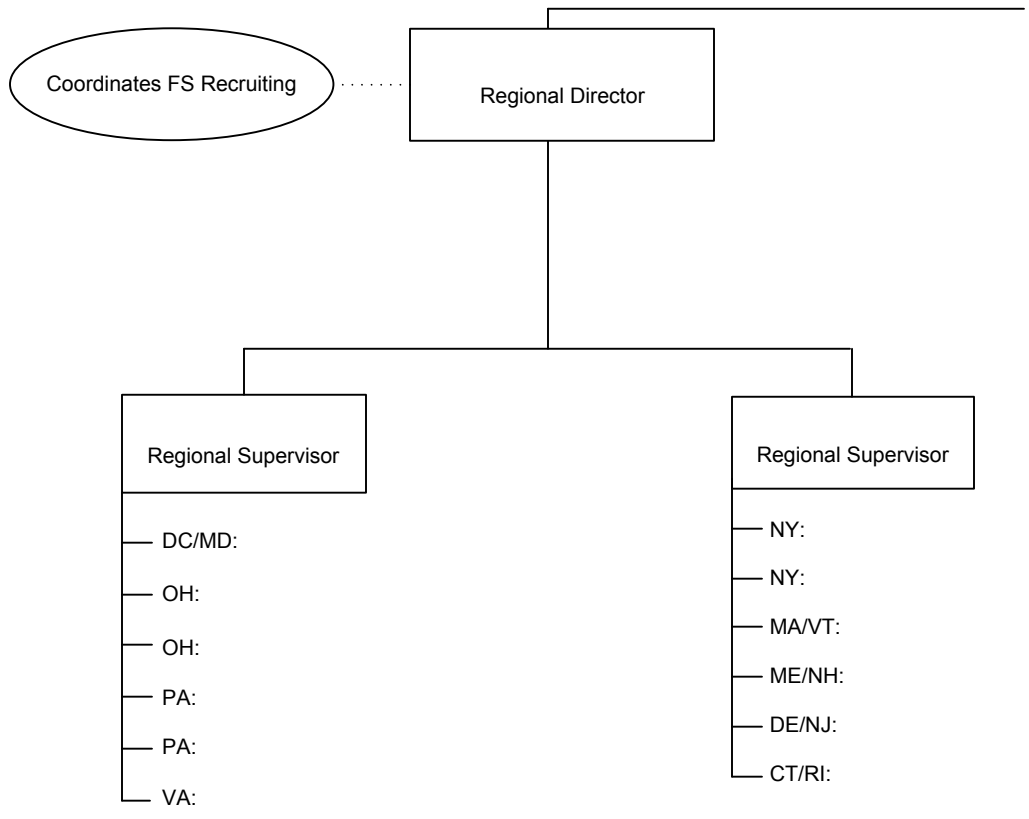 Coordinates FS Recruiting
Regional Director
Regional Supervisor
DC/MD:
OH:
OH:
PA:
PA:
VA:
Regional Supervisor
NY:
NY:
MA/VT:
ME/NH:
DE/NJ:
CT/RI: